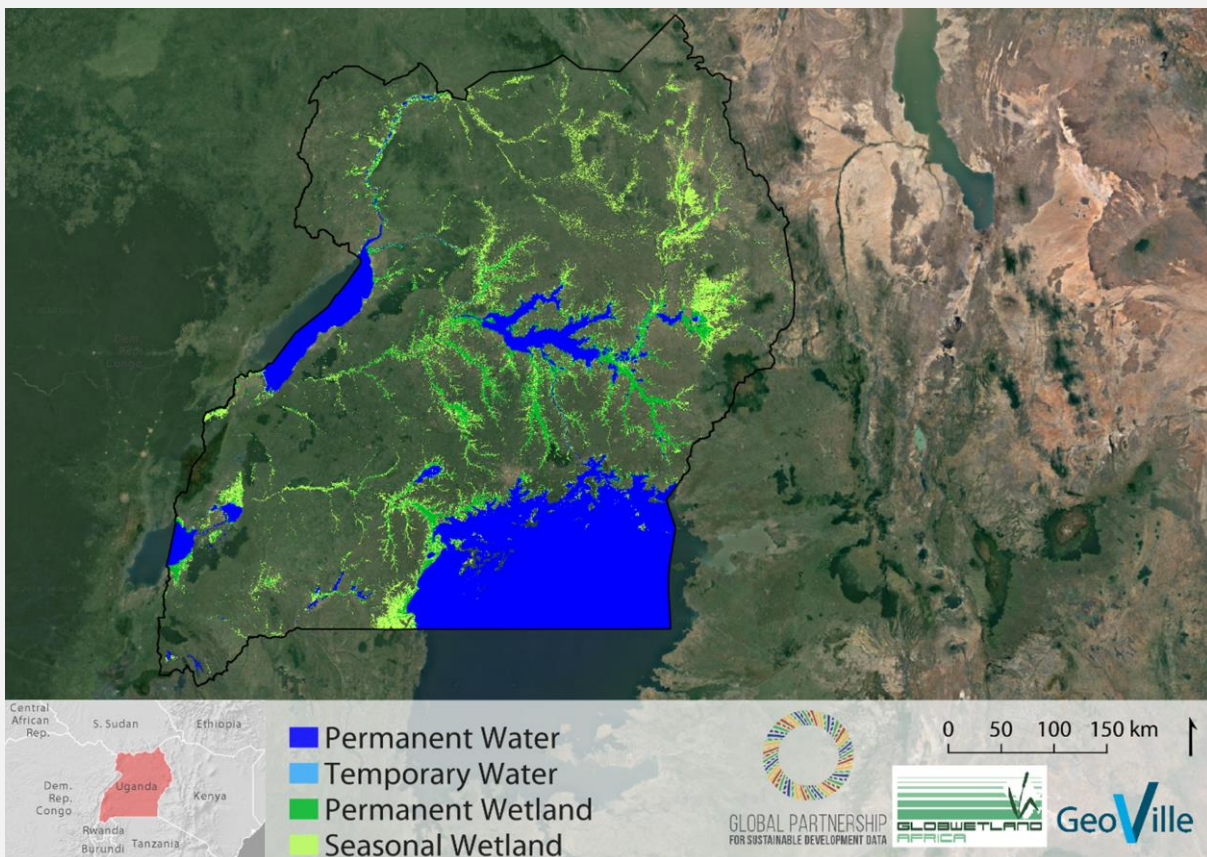 Central
African
Rep.
S. Sudan
Ethiopia
Uganda
Dem.
Rep.
Congo
Kenya
Rwanda
Burundi
Tanzania
Permanent Water
Temporary Water
Permanent Wetland
Seasonal Wetland
GLOBAL PARTNERSHIP
FOR SUSTAINABLE DEVELOPMENT DATA
0 50 100 150 km
GLOBWETLAND
AFRICA
GeoVille